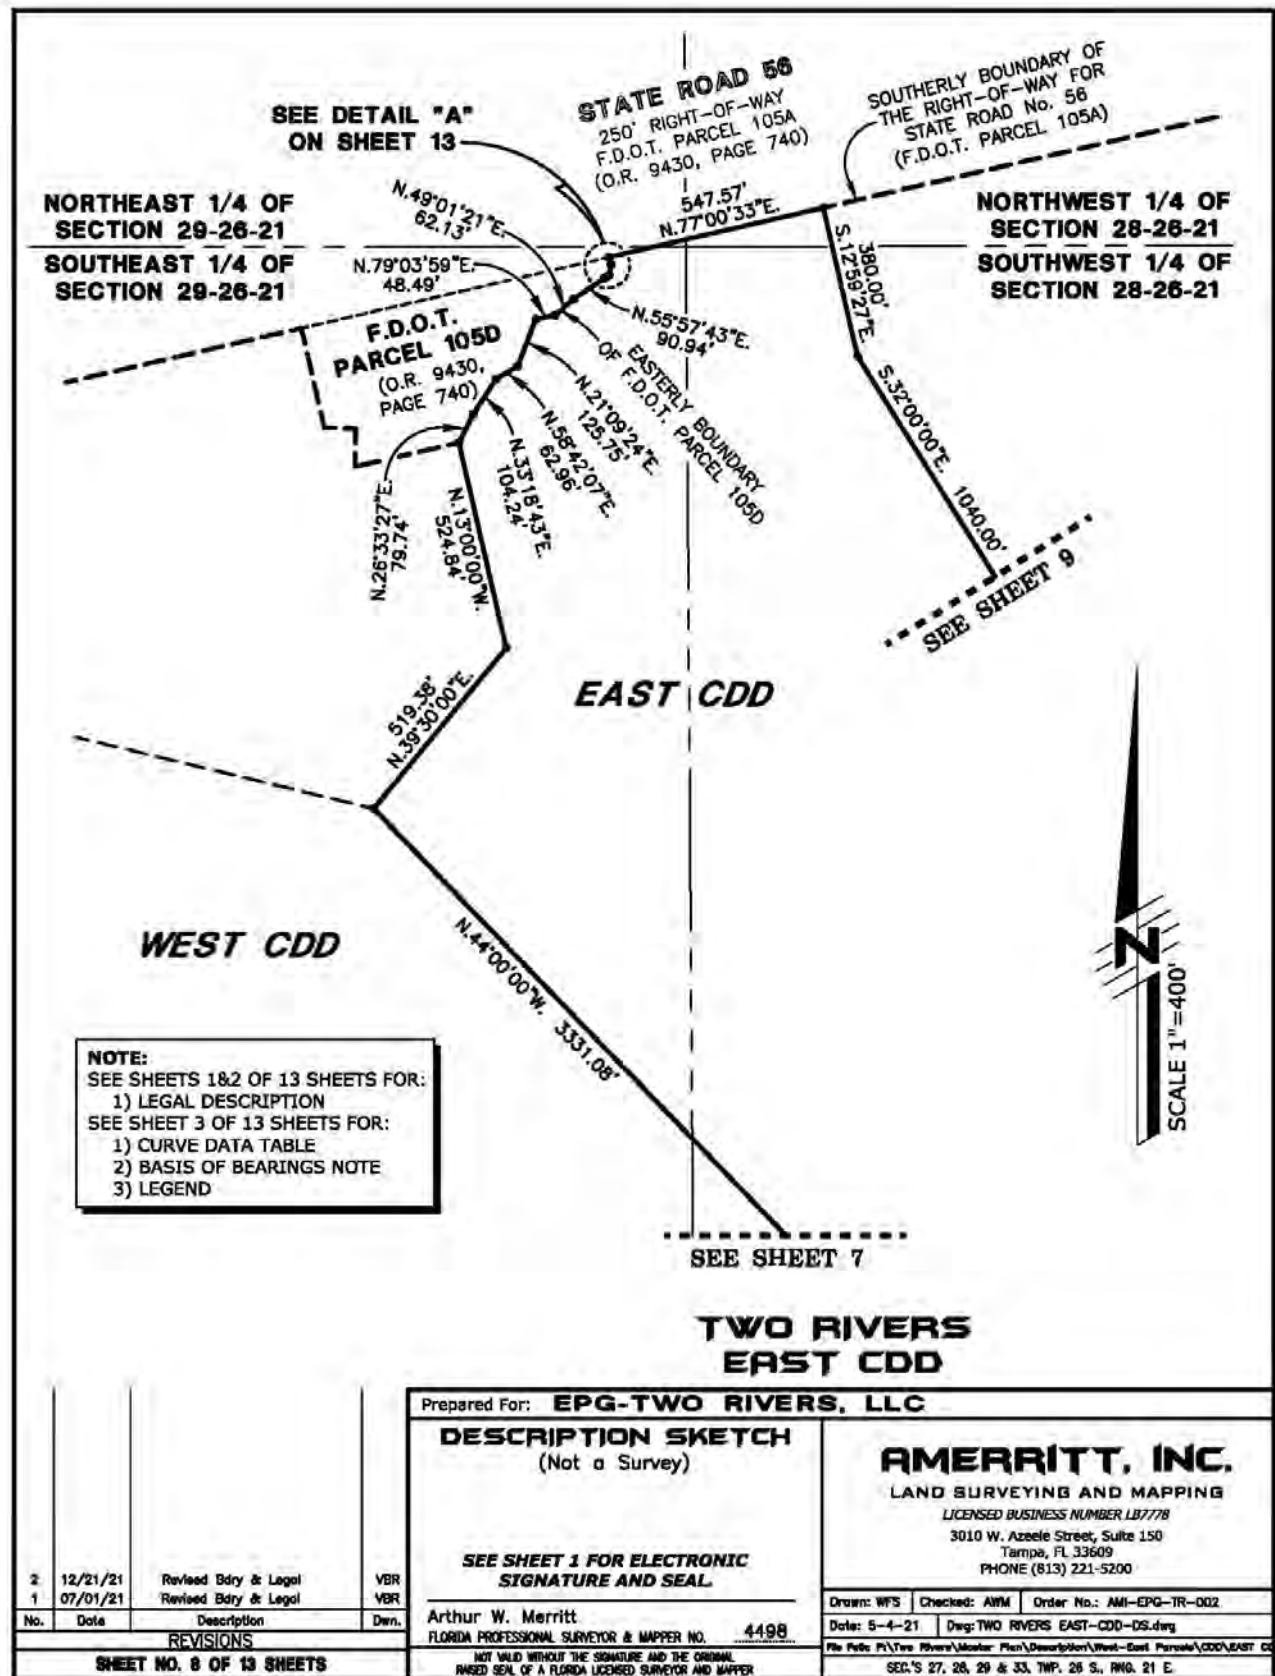 STATE ROAD 56
250' RIGHT-OF-WAY
F.D.O.T. PARCEL 105A
(O.R. 9430, PAGE 740)
SOUTHERLY BOUNDARY OF
THE RIGHT-OF-WAY FOR
STATE ROAD No. 56
(F.D.O.T. PARCEL 105A)
SEE DETAIL "A"
ON SHEET 13
NORTHEAST 1/4 OF
SECTION 29-26-21
SOUTHEAST 1/4 OF
SECTION 29-26-21
NORTHWEST 1/4 OF
SECTION 28-26-21
SOUTHWEST 1/4 OF
SECTION 28-26-21
547.57'
N.77°00'33"E.
380.00'
S.12°59'27"E.
S.32°00'00"E. 1040.00'
N.49°01'21"E.
62.13'
N.79°03'59"E.
48.49'
F.D.O.T.
PARCEL 105D
(O.R. 9430,
PAGE 740)
N.55°57'43"E.
90.94'
EASTERLY BOUNDARY
OF F.D.O.T. PARCEL 105D
N.21°09'24"E.
125.75'
N.58°42'07"E.
62.96'
N.33°18'43"E.
104.24'
N.26°33'27"E.
79.74'
N.13°00'00"W.
524.84'
SEE SHEET 9
EAST CDD
519.38'
N.39°30'00"E.
WEST CDD
N.44°00'00"W. 3331.08'
N
SCALE 1"=400'
NOTE:
SEE SHEETS 1&2 OF 13 SHEETS FOR:
1) LEGAL DESCRIPTION
SEE SHEET 3 OF 13 SHEETS FOR:
1) CURVE DATA TABLE
2) BASIS OF BEARINGS NOTE
3) LEGEND
SEE SHEET 7
TWO RIVERS
EAST CDD
Prepared For: EPG-TWO RIVERS, LLC
DESCRIPTION SKETCH
(Not a Survey)
SEE SHEET 1 FOR ELECTRONIC
SIGNATURE AND SEAL
Arthur W. Merritt
FLORIDA PROFESSIONAL SURVEYOR & MAPPER NO. 4498
NOT VALID WITHOUT THE SIGNATURE AND THE ORIGINAL
RAISED SEAL OF A FLORIDA LICENSED SURVEYOR AND MAPPER
AMERRITT, INC.
LAND SURVEYING AND MAPPING
LICENSED BUSINESS NUMBER LB7778
3010 W. Azeele Street, Suite 150
Tampa, FL 33609
PHONE (813) 221-5200
Drawn: WFS Checked: AWM Order No.: AMI-EPG-TR-002
Date: 5-4-21 Dwg: TWO RIVERS EAST-CDD-DS.dwg
File Path: P:\Two Rivers\Master Plan\Description\West-East Parcels\CDD\EAST
SEC.'S 27, 28, 29 & 33, TWP. 26 S., RNG. 21 E.
2 12/21/21 Revised Bdry & Legal VBR
1 07/01/21 Revised Bdry & Legal VBR
No. Date Description Dwn.
REVISIONS
SHEET NO. 8 OF 13 SHEETS